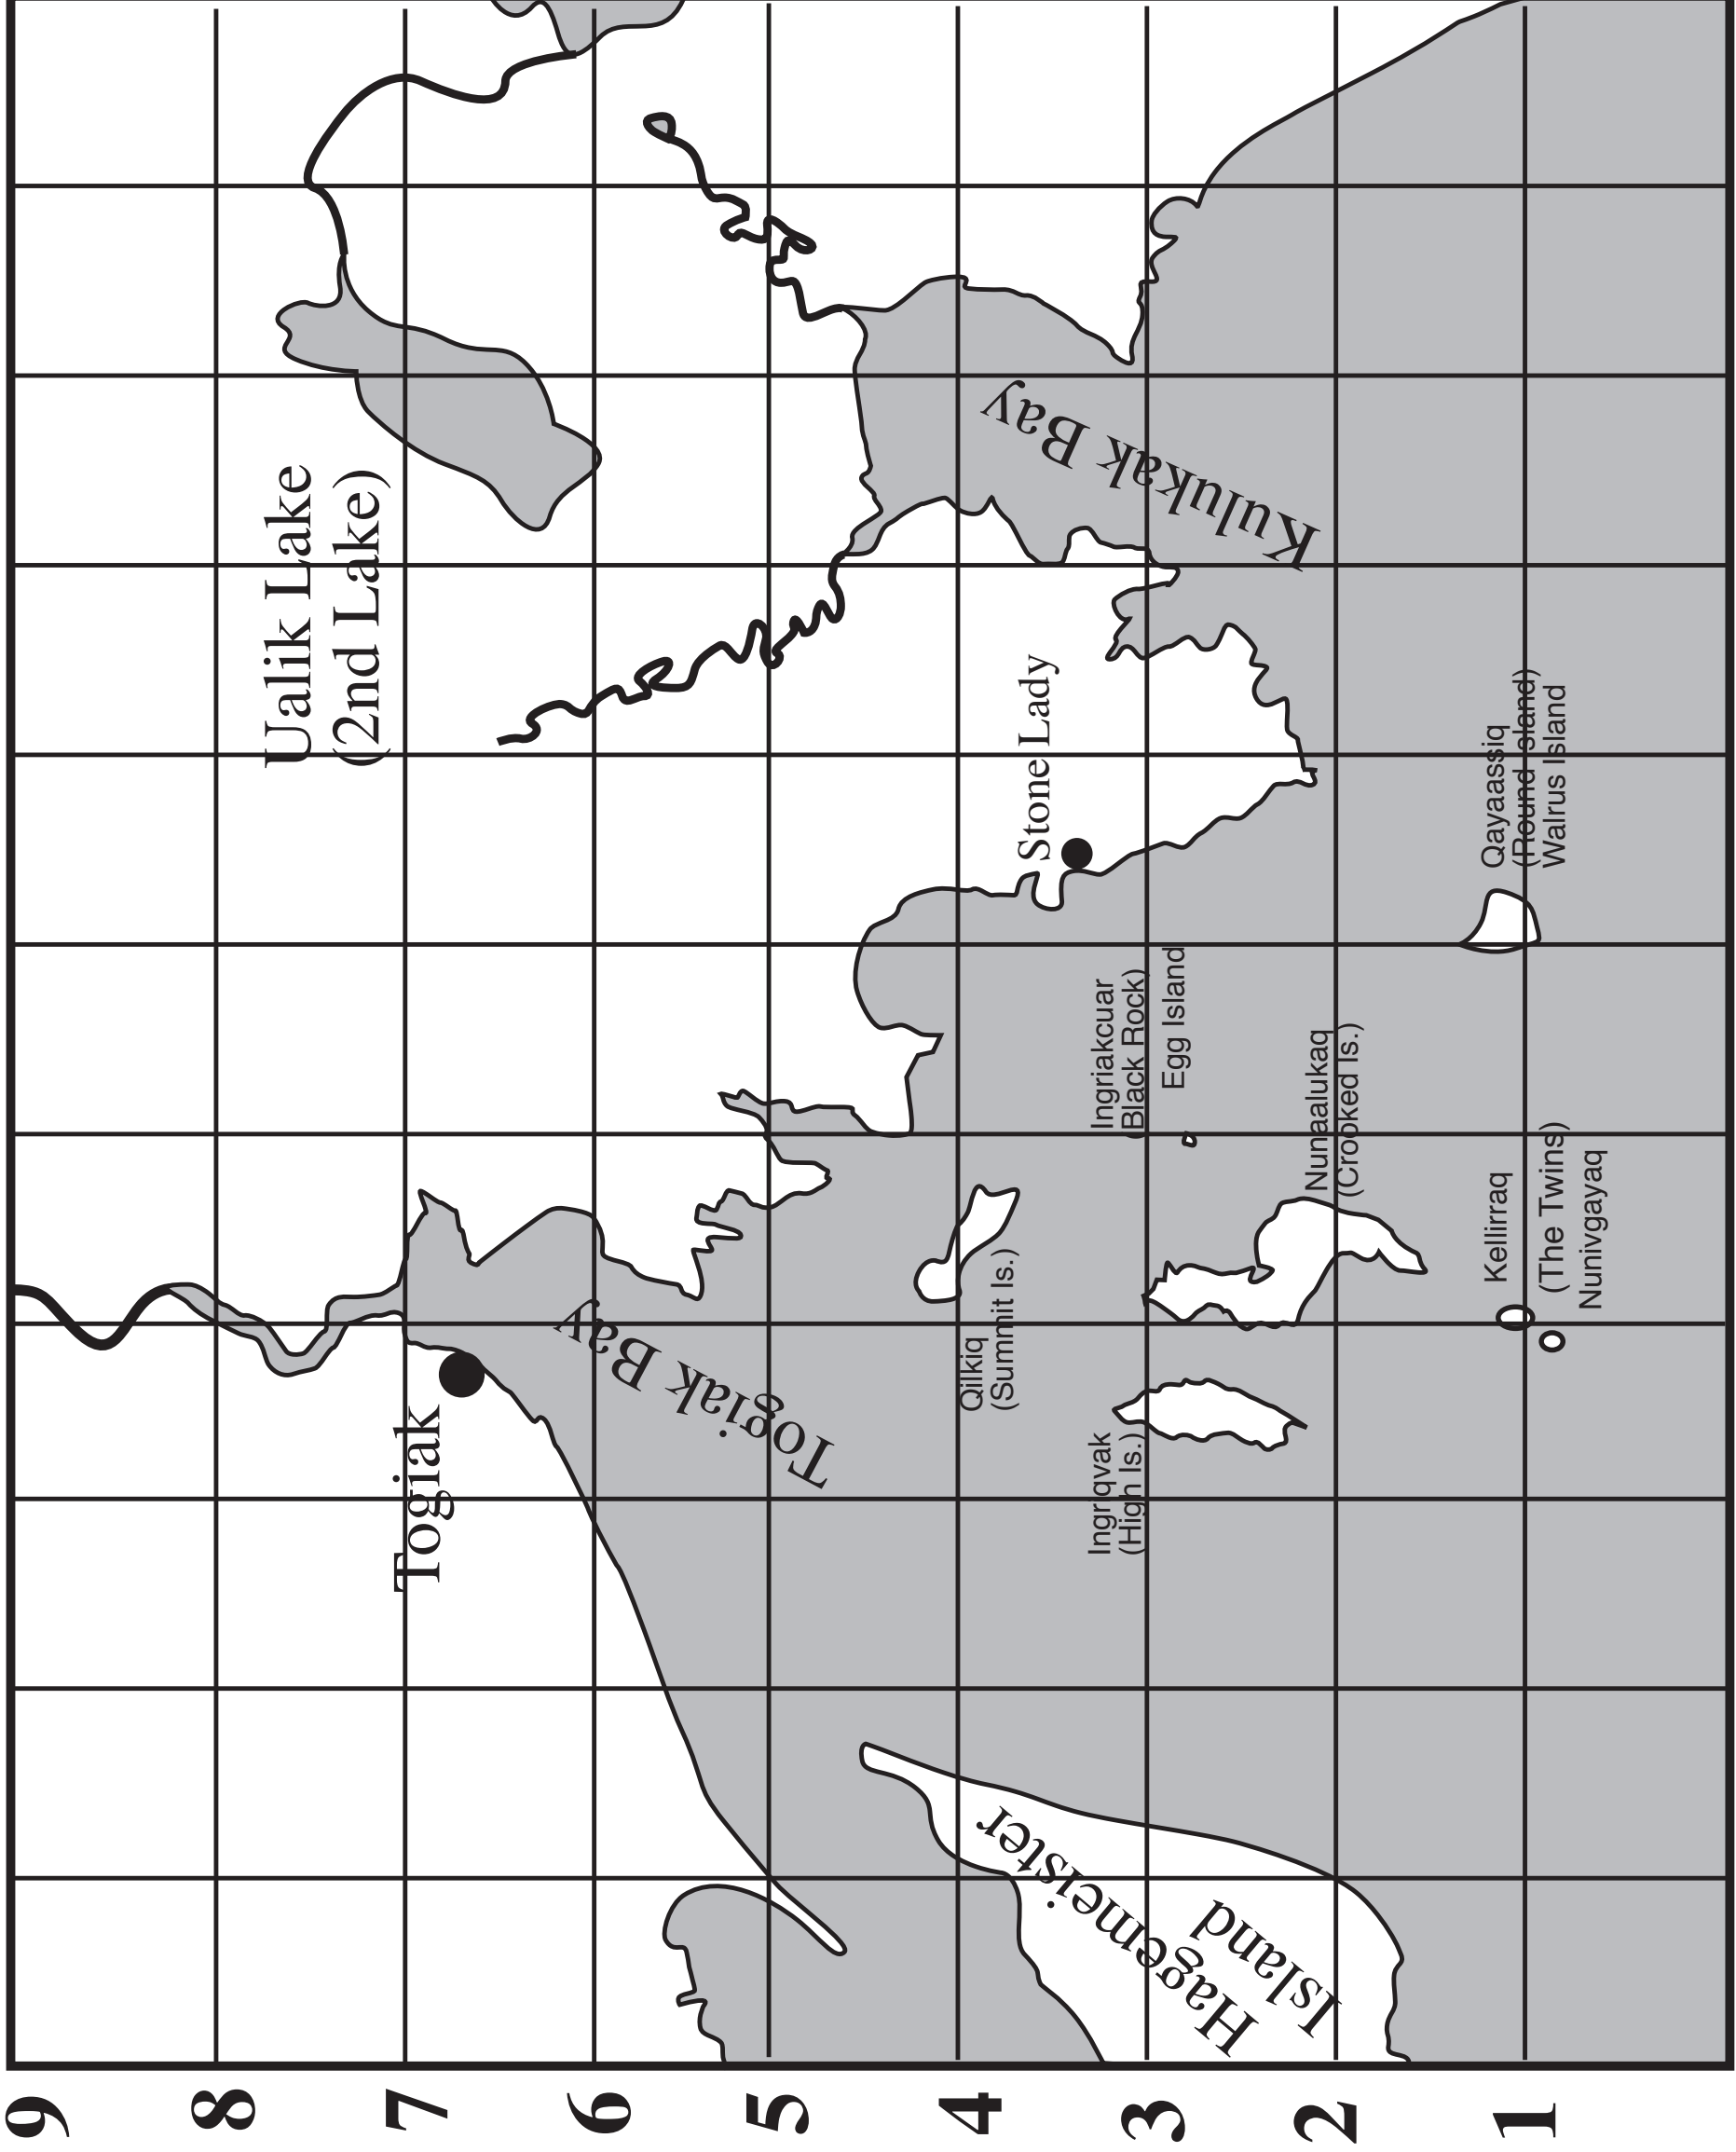 Ualik Lake
(2nd Lake)
Togiak
Togiak Bay
Kulukak Bay
Stone Lady
Qilkiq
(Summit Is.)
Ingriakcuar
Black Rock)
Egg Island
Ingriqvak
(High Is.)
Nunaalukaq
(Crooked Is.)
Qayaassiq
(Round Island)
Walrus Island
Kellirraq
(The Twins)
Nunivgayaq
Hagemeister
Island
9
8
7
6
5
4
3
2
1